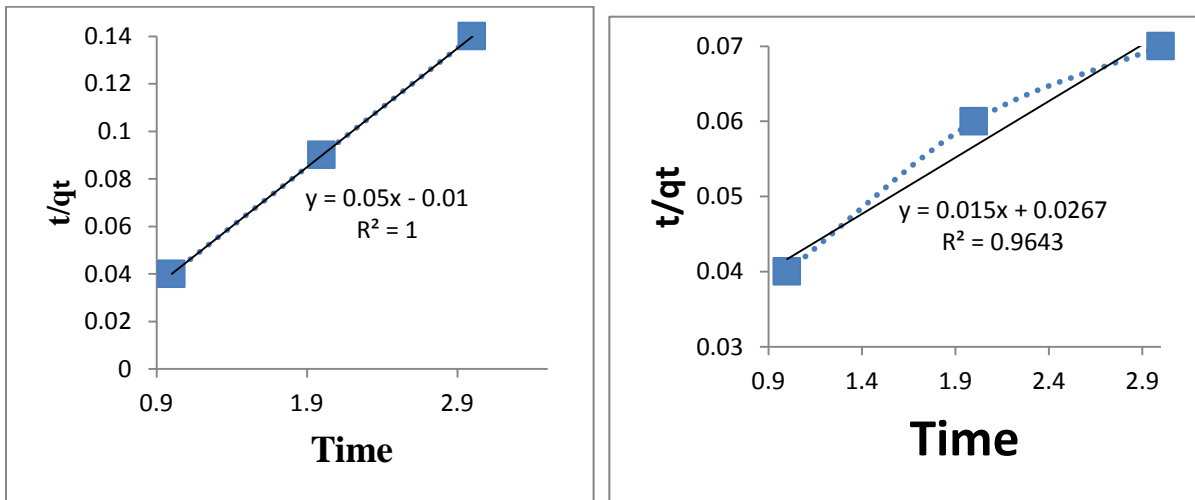 t/qt
0.14
0.12
0.1
0.08
0.06
0.04
0.02
0
y = 0.05x - 0.01
R² = 1
0.9
1.9
2.9
Time
t/qt
0.07
0.06
0.05
0.04
0.03
y = 0.015x + 0.0267
R² = 0.9643
0.9
1.4
1.9
2.4
2.9
Time